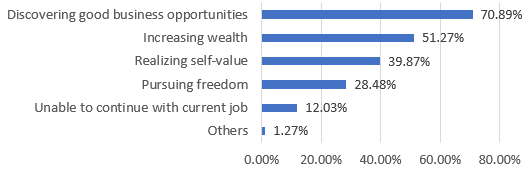 Discovering good business opportunities 70.89%
Increasing wealth 51.27%
Realizing self-value 39.87%
Pursuing freedom 28.48%
Unable to continue with current job 12.03%
Others 1.27%
0.00% 20.00% 40.00% 60.00% 80.00%